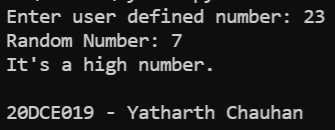 Enter user defined number: 23
Random Number: 7
It's a high number.
20DCE019 - Yatharth Chauhan